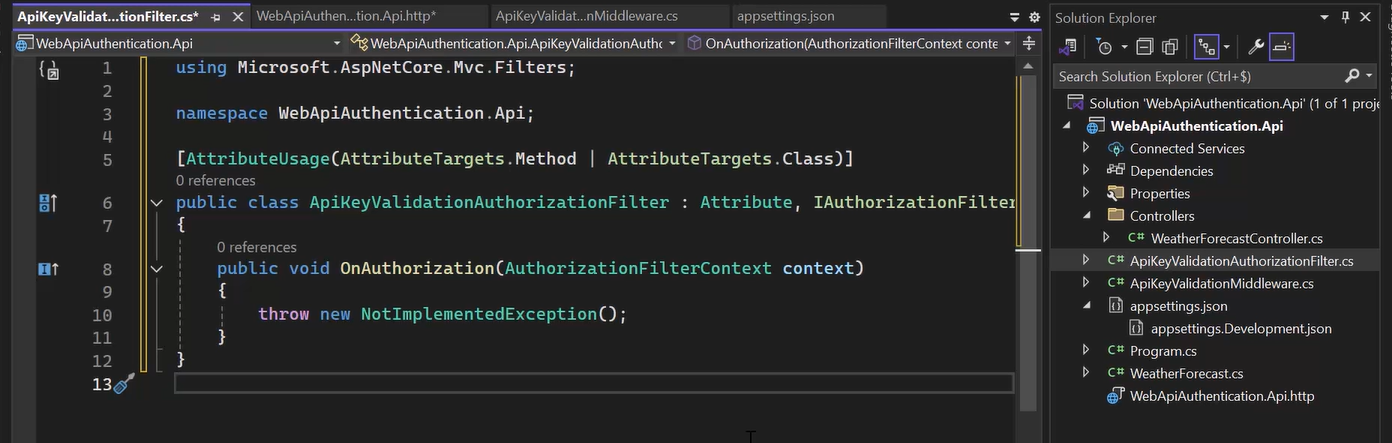 ApiKeyValidat...tionFilter.cs*
WebApiAuthen...tion.Api.http*
ApiKeyValidat...nMiddleware.cs
appsettings.json
WebApiAuthentication.Api
WebApiAuthentication.Api.ApiKeyValidationAuthc
OnAuthorization(AuthorizationFilterContext conte
1 using Microsoft.AspNetCore.Mvc.Filters;
2
3 namespace WebApiAuthentication.Api;
4
5 [AttributeUsage(AttributeTargets.Method | AttributeTargets.Class)]
0 references
6 public class ApiKeyValidationAuthorizationFilter : Attribute, IAuthorizationFilter
7 {
0 references
8 public void OnAuthorization(AuthorizationFilterContext context)
9 {
10 throw new NotImplementedException();
11 }
12 }
13
Solution Explorer
Search Solution Explorer (Ctrl+$)
Solution 'WebApiAuthentication.Api' (1 of 1 proje
WebApiAuthentication.Api
Connected Services
Dependencies
Properties
Controllers
C# WeatherForecastController.cs
C# ApiKeyValidationAuthorizationFilter.cs
C# ApiKeyValidationMiddleware.cs
appsettings.json
appsettings.Development.json
C# Program.cs
C# WeatherForecast.cs
WebApiAuthentication.Api.http